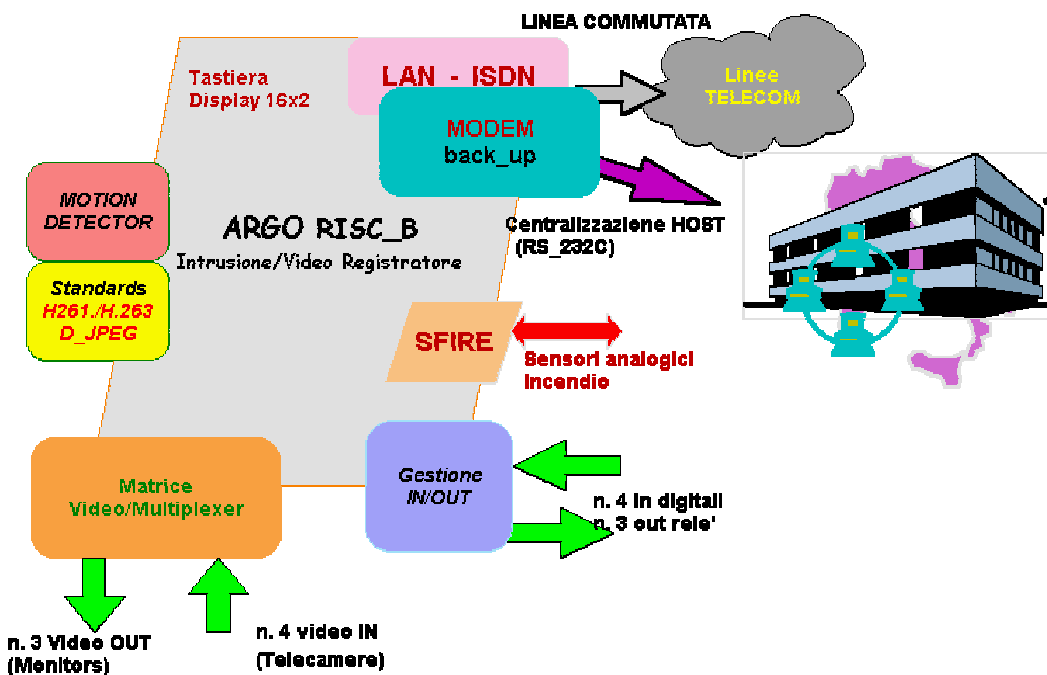 LINEA COMMUTATA
Tastiera
Display 16x2
LAN - ISDN
Linee
TELECOM
MODEM
back_up
MOTION
DETECTOR
ARGO RISC_B
Intrusione/Video Registratore
Centralizzazione HOST
(RS_232C)
Standards
H261./H.263
D_JPEG
SFIRE
Sensori analogici
Incendio
Matrice
Video/Multiplexer
Gestione
IN/OUT
n. 4 in digitali
n. 3 out rele'
n. 3 Video OUT
(Monitors)
n. 4 video IN
(Telecamere)